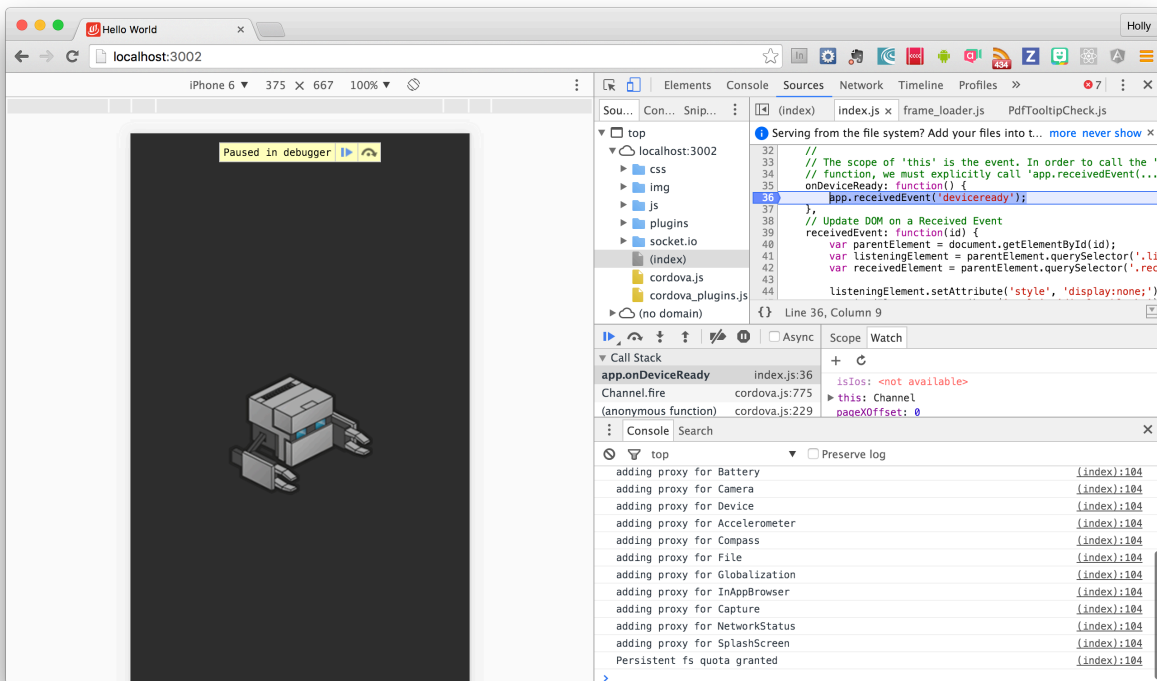 Hello World
Holly
localhost:3002
434
iPhone 6 ▼ 375 × 667 100% ▼
Elements Console Sources Network Timeline Profiles » 7
Paused in debugger
Sou... Con... Snip...
top
localhost:3002
css
img
js
plugins
socket.io
(index)
cordova.js
cordova_plugins.js
(no domain)
(index) index.js × frame_loader.js PdfTooltipCheck.js
Serving from the file system? Add your files into t... more never show ×
32 //
33 // The scope of 'this' is the event. In order to call the '
34 // function, we must explicitly call 'app.receivedEvent(...
35 onDeviceReady: function() {
36 app.receivedEvent('deviceready');
37 },
38 // Update DOM on a Received Event
39 receivedEvent: function(id) {
40 var parentElement = document.getElementById(id);
41 var listeningElement = parentElement.querySelector('.li
42 var receivedElement = parentElement.querySelector('.rec
43
44 listeningElement.setAttribute('style', 'display:none;')
{} Line 36, Column 9
Async
Call Stack
app.onDeviceReady index.js:36
Channel.fire cordova.js:775
(anonymous function) cordova.js:229
Scope Watch
isIos: <not available>
this: Channel
pageXOffset: 0
Console Search
top ▼ Preserve log
adding proxy for Battery (index):104
adding proxy for Camera (index):104
adding proxy for Device (index):104
adding proxy for Accelerometer (index):104
adding proxy for Compass (index):104
adding proxy for File (index):104
adding proxy for Globalization (index):104
adding proxy for InAppBrowser (index):104
adding proxy for Capture (index):104
adding proxy for NetworkStatus (index):104
adding proxy for SplashScreen (index):104
Persistent fs quota granted (index):104